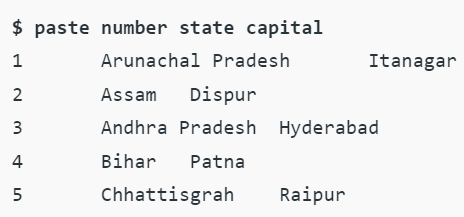 $ paste number state capital
1 Arunachal Pradesh Itanagar
2 Assam Dispur
3 Andhra Pradesh Hyderabad
4 Bihar Patna
5 Chhattisgrah Raipur